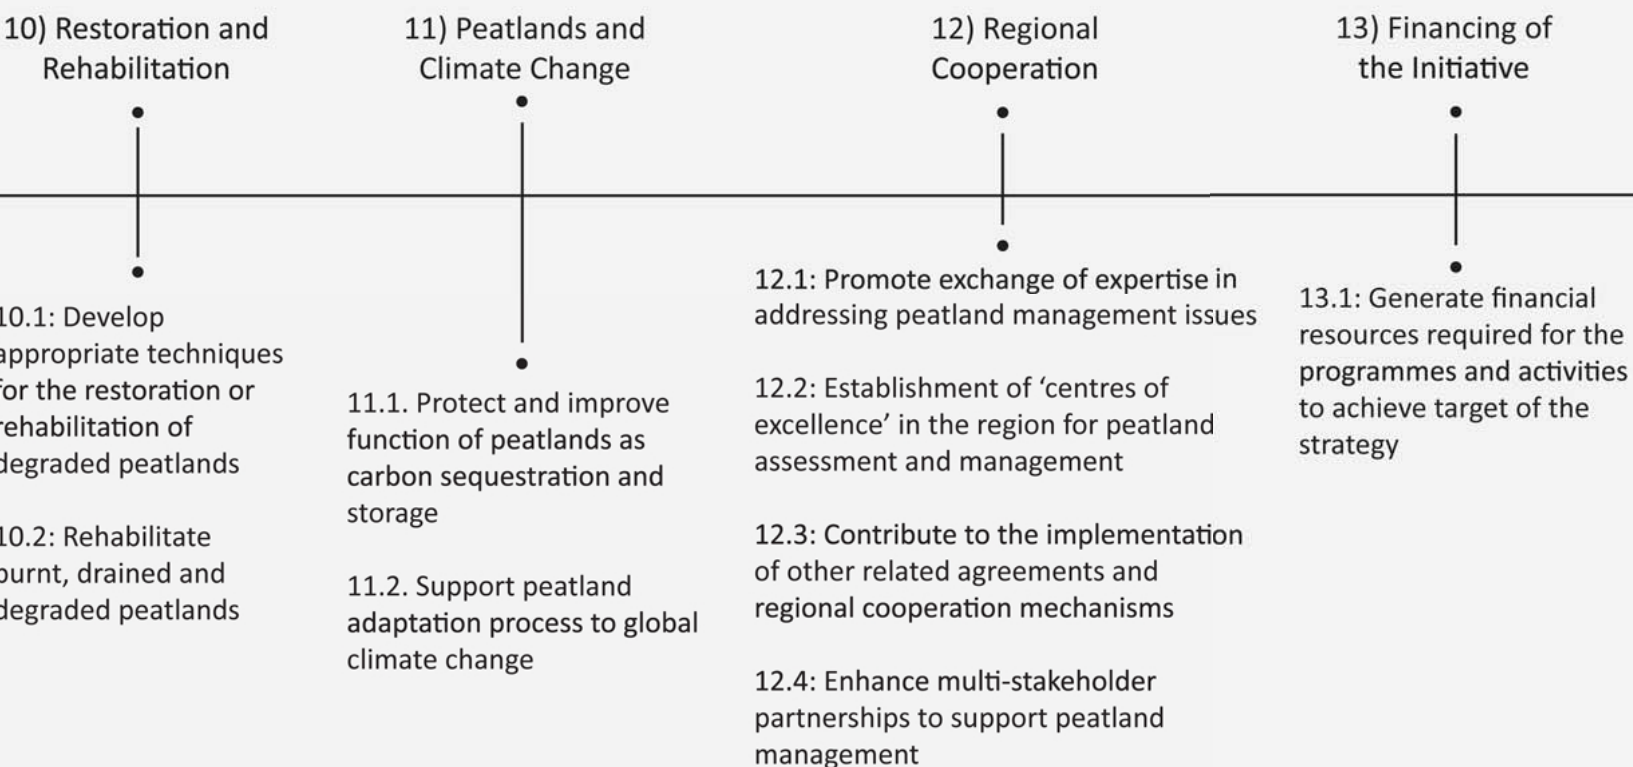 10) Restoration and
Rehabilitation
10.1: Develop
appropriate techniques
for the restoration or
rehabilitation of
degraded peatlands
10.2: Rehabilitate
burnt, drained and
degraded peatlands
11) Peatlands and
Climate Change
11.1. Protect and improve
function of peatlands as
carbon sequestration and
storage
11.2. Support peatland
adaptation process to global
climate change
12) Regional
Cooperation
12.1: Promote exchange of expertise in
addressing peatland management issues
12.2: Establishment of ‘centres of
excellence’ in the region for peatland
assessment and management
12.3: Contribute to the implementation
of other related agreements and
regional cooperation mechanisms
12.4: Enhance multi-stakeholder
partnerships to support peatland
management
13) Financing of
the Initiative
13.1: Generate financial
resources required for the
programmes and activities
to achieve target of the
strategy